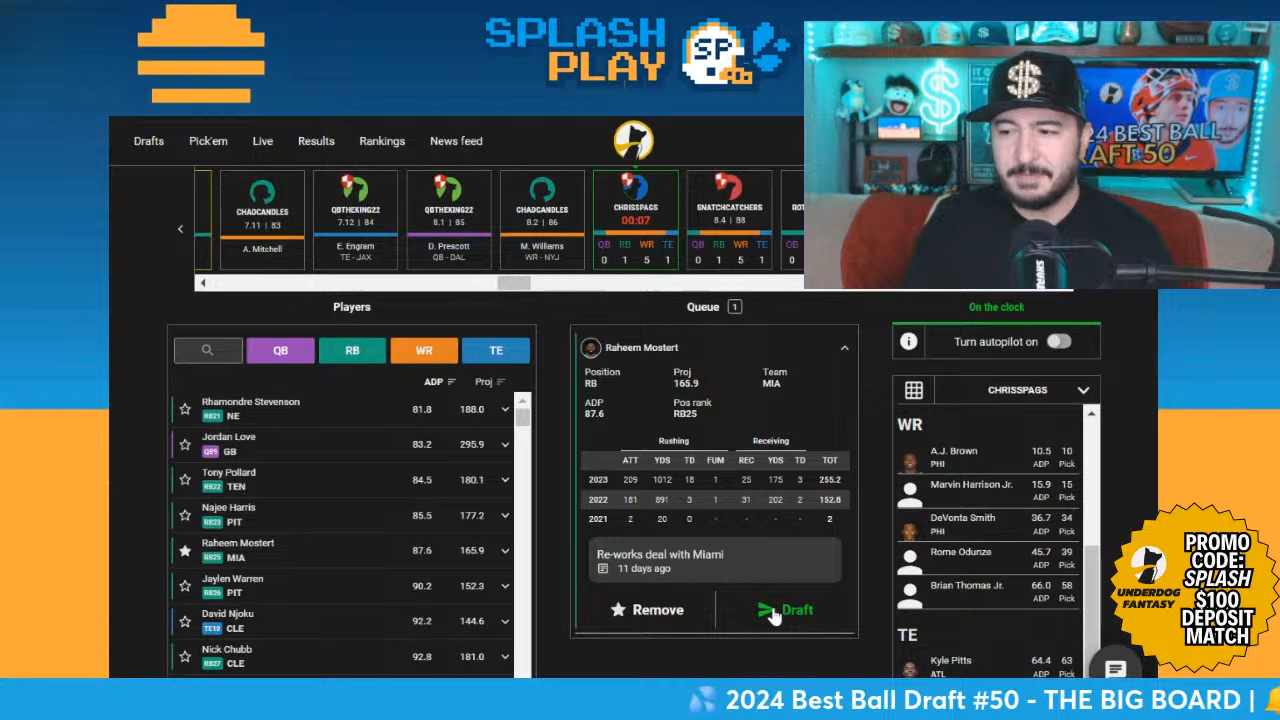 SPLASH
PLAY
SP
24 BEST BALL
RAFT 50
Drafts Pick'em Live Results Rankings News feed
CHADCANDLES
7.11 | 83
A. Mitchell
QBTHEKING22
7.12 | 84
E. Engram
TE - JAX
QBTHEKING22
8.1 | 85
D. Prescott
QB - DAL
CHADCANDLES
8.2 | 86
M. Williams
WR - NYJ
CHRISSPAGS
00:07
QB RB WR TE
0 1 5 1
SNATCHCATCHERS
8.4 | 88
QB RB WR TE
0 1 5 1
Players
QB RB WR TE
ADP Proj
Rhamondre Stevenson
RB21 NE
81.8 188.0
Jordan Love
QB9 GB
83.2 295.9
Tony Pollard
RB22 TEN
84.5 180.1
Najee Harris
RB23 PIT
85.5 177.2
Raheem Mostert
RB25 MIA
87.6 165.9
Jaylen Warren
RB26 PIT
90.2 152.3
David Njoku
TE10 CLE
92.2 144.6
Nick Chubb
RB27 CLE
92.8 181.0
Queue 1
Raheem Mostert
Position Proj Team
RB 165.9 MIA
ADP Pos rank
87.6 RB25
Rushing Receiving
ATT YDS TD FUM REC YDS TD TOT
2023 209 1012 18 1 25 175 3 255.2
2022 181 891 3 1 31 202 2 152.8
2021 2 20 0 - - - - 2
Re-works deal with Miami
11 days ago
Remove Draft
On the clock
Turn autopilot on
CHRISSPAGS
WR
A.J. Brown 10.5 10
PHI ADP Pick
Marvin Harrison Jr. 15.9 15
ADP Pick
DeVonta Smith 36.7 34
PHI ADP Pick
Rome Odunze 45.7 39
ADP Pick
Brian Thomas Jr. 66.0 58
ADP Pick
TE
Kyle Pitts 64.4 63
ATL ADP Pick
UNDERDOG
FANTASY
PROMO
CODE:
SPLASH
$100
DEPOSIT
MATCH
💦 2024 Best Ball Draft #50 - THE BIG BOARD |